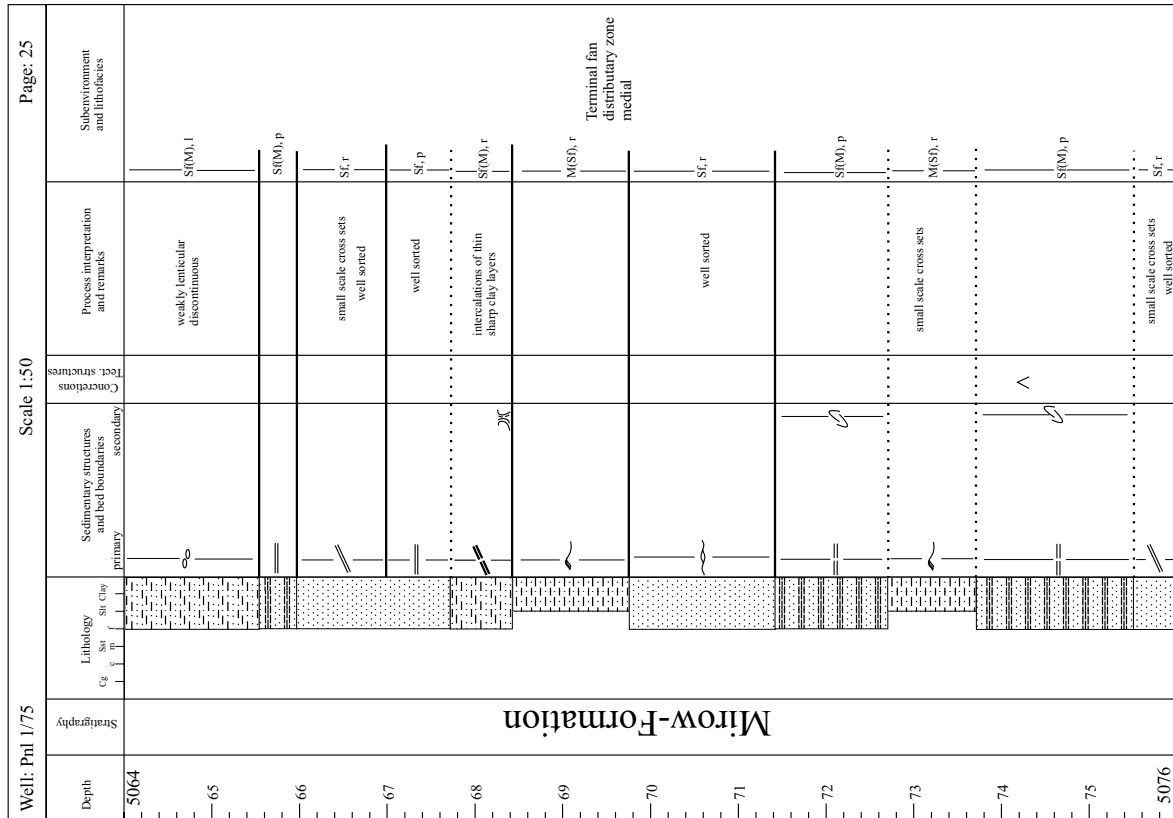 Well: Pnl 1/75
Scale 1:50
Page: 25
Depth
Stratigraphy
Lithology
Cg
c
Sst
m
f
Slt
Clay
Sedimentary structures
and bed boundaries
primary
secondary
Concretions
Tect. structures
Process interpretation
and remarks
Subenvironment
and lithofacies
5064
65
66
67
68
69
70
71
72
73
74
75
5076
Mirow-Formation
weakly lenticular
discontinuous
small scale cross sets
well sorted
well sorted
intercalations of thin
sharp clay layers
well sorted
small scale cross sets
small scale cross sets
well sorted
Sf(M), l
Sf(M), p
Sf, r
Sf, p
Sf(M), r
M(Sf), r
Sf, r
Sf(M), p
M(Sf), r
Sf(M), p
Sf, r
Terminal fan
distributary zone
medial